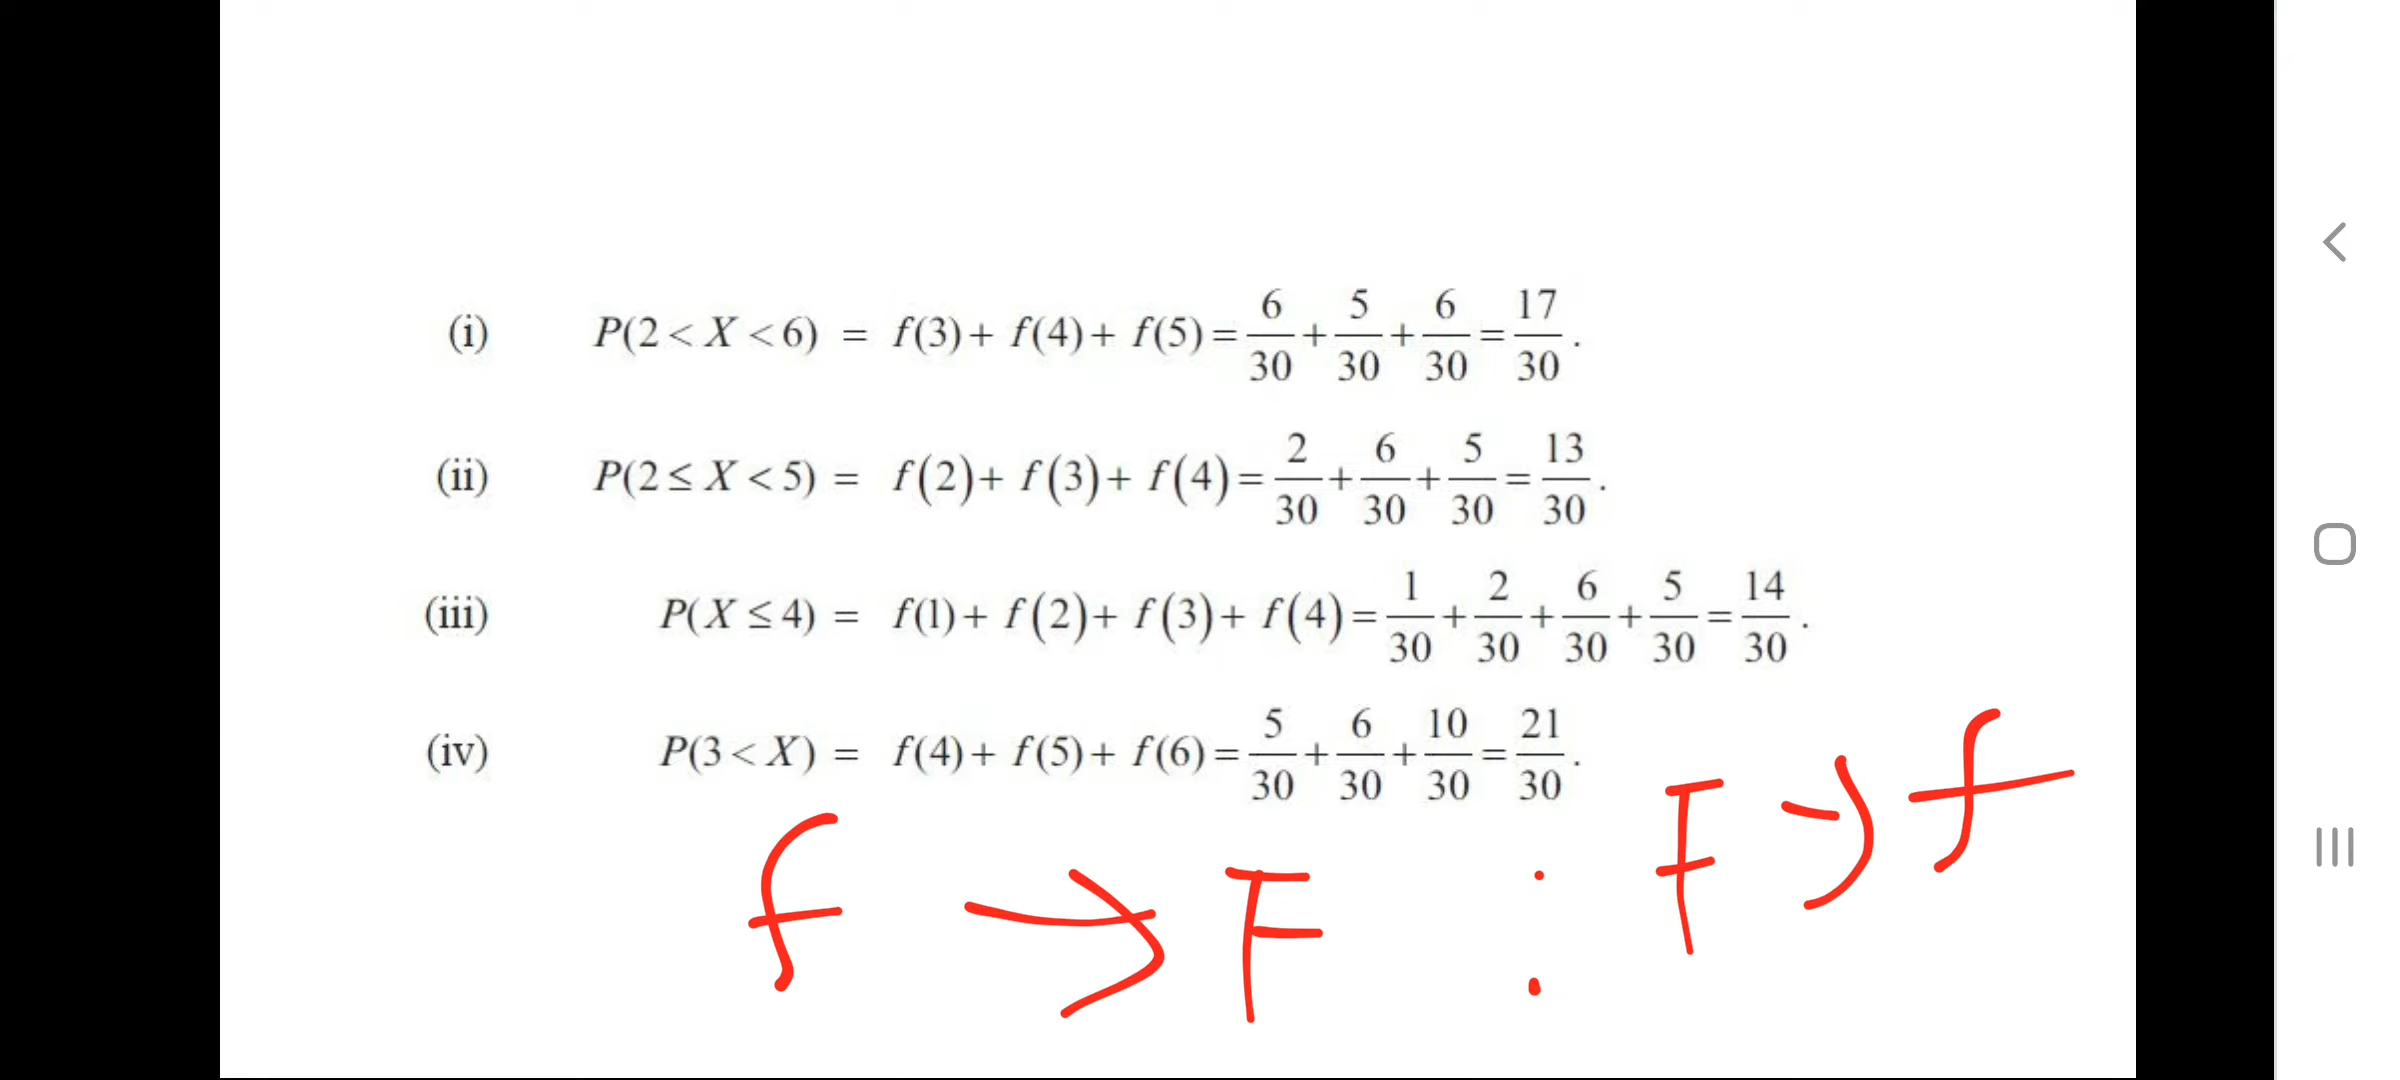 (i) P(2 < X < 6) = f(3) + f(4) + f(5) = 6/30 + 5/30 + 6/30 = 17/30 .
(ii) P(2 ≤ X < 5) = f(2) + f(3) + f(4) = 2/30 + 6/30 + 5/30 = 13/30 .
(iii) P(X ≤ 4) = f(1) + f(2) + f(3) + f(4) = 1/30 + 2/30 + 6/30 + 5/30 = 14/30 .
(iv) P(3 < X) = f(4) + f(5) + f(6) = 5/30 + 6/30 + 10/30 = 21/30 .
f → F : F → f